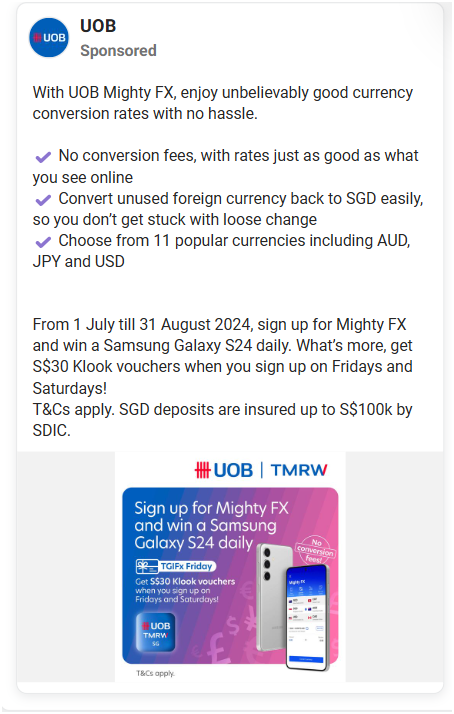 UOB
UOB
Sponsored
With UOB Mighty FX, enjoy unbelievably good currency
conversion rates with no hassle.
✔ No conversion fees, with rates just as good as what
you see online
✔ Convert unused foreign currency back to SGD easily,
so you don’t get stuck with loose change
✔ Choose from 11 popular currencies including AUD,
JPY and USD
From 1 July till 31 August 2024, sign up for Mighty FX
and win a Samsung Galaxy S24 daily. What’s more, get
S$30 Klook vouchers when you sign up on Fridays and
Saturdays!
T&Cs apply. SGD deposits are insured up to S$100k by
SDIC.
UOB | TMRW
Sign up for Mighty FX
and win a Samsung
Galaxy S24 daily
No
conversion
fees!
TGIFx Friday
Get S$30 Klook vouchers
when you sign up on
Fridays and Saturdays!
Mighty FX
UOB
TMRW
SG
T&Cs apply.